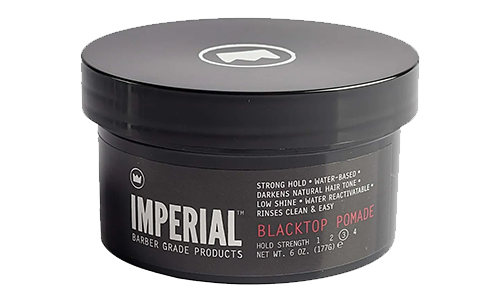 IMPERIAL™
BARBER GRADE PRODUCTS
STRONG HOLD • WATER-BASED •
DARKENS NATURAL HAIR TONE •
LOW SHINE • WATER REACTIVATABLE •
RINSES CLEAN & EASY
BLACKTOP POMADE
HOLD STRENGTH 1 2 3 4
NET WT. 6 OZ. (177G) e